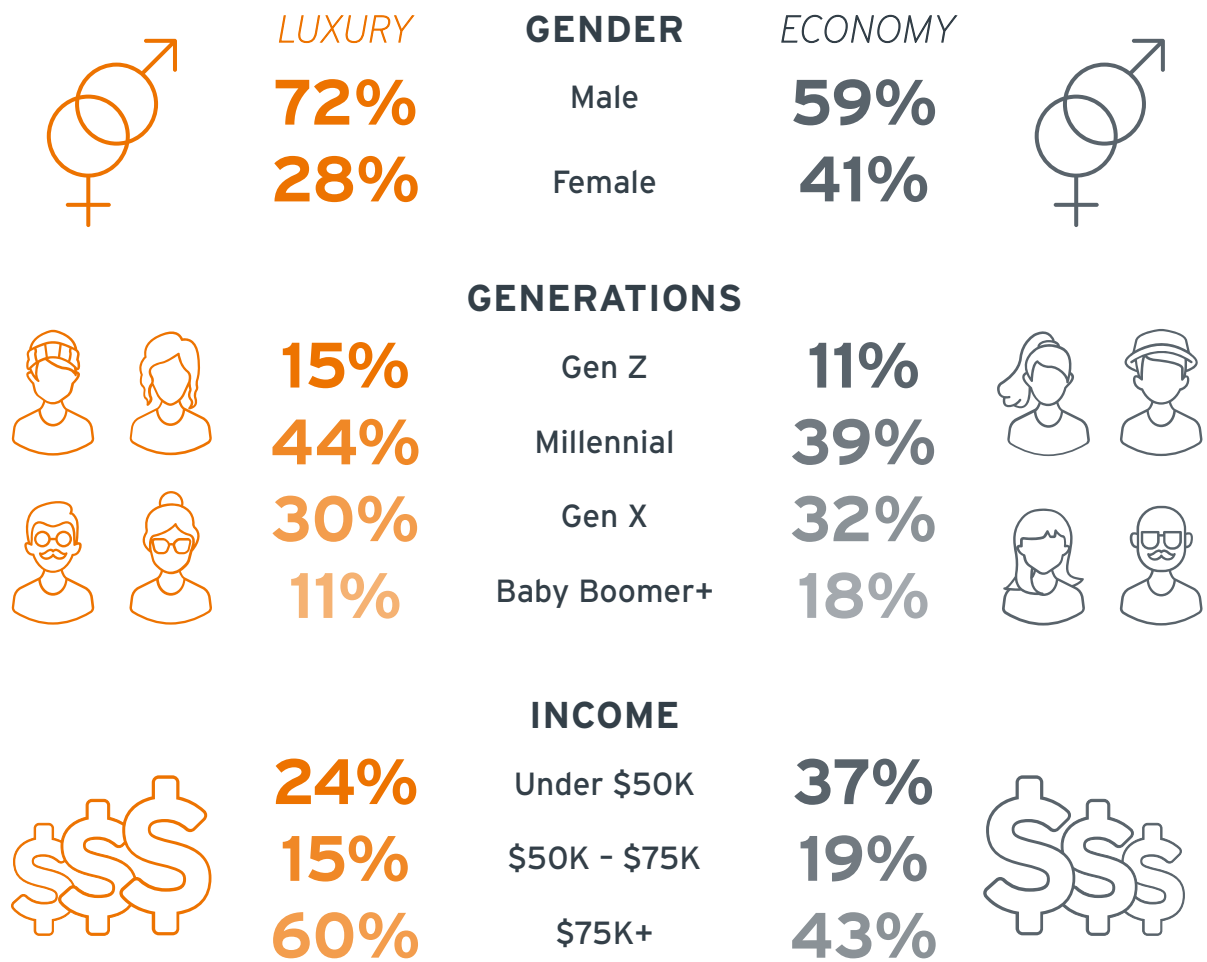 LUXURY GENDER ECONOMY
72% Male 59%
28% Female 41%
GENERATIONS
15% Gen Z 11%
44% Millennial 39%
30% Gen X 32%
11% Baby Boomer+ 18%
INCOME
24% Under $50K 37%
15% $50K – $75K 19%
60% $75K+ 43%